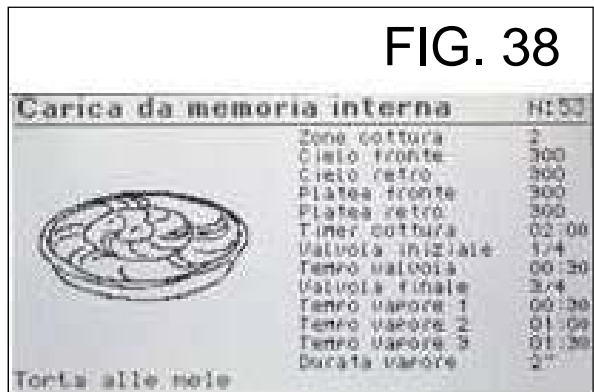 FIG. 38
Carica da memoria interna N:53
Zone cottura 2
Cielo fronte 300
Cielo retro 300
Platea fronte 300
Platea retro 300
Timer cottura 02:00
Valvola iniziale 1/4
Tempo valvola 00:30
Valvola finale 3/4
Tempo vapore 1 00:30
Tempo vapore 2 01:00
Tempo vapore 3 01:30
Durata vapore 2"
Torta alle mele